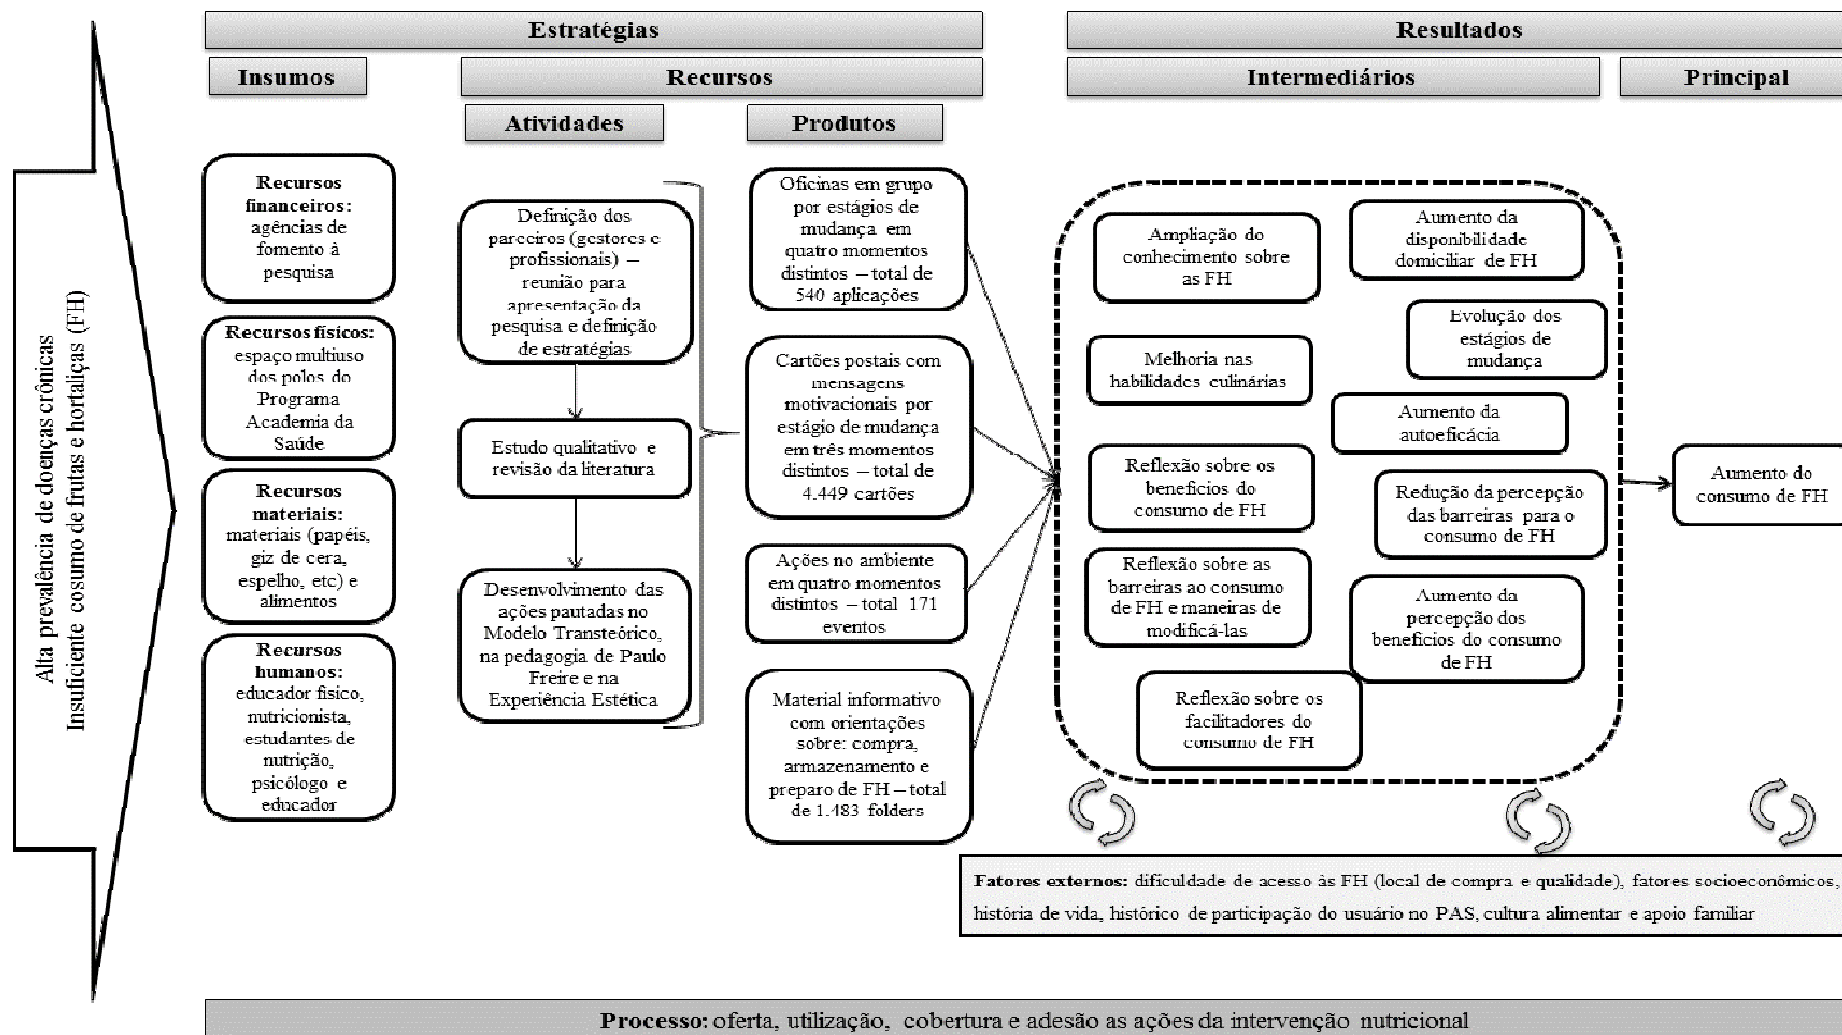 Estratégias
Resultados
Insumos
Recursos
Intermediários
Principal
Atividades
Produtos
Alta prevalência de doenças crônicas
Insuficiente cosumo de frutas e hortaliças (FH)
Recursos
financeiros:
agências de
fomento à
pesquisa
Recursos físicos:
espaço multiuso
dos polos do
Programa
Academia da
Saúde
Recursos
materiais:
materiais (papéis,
giz de cera,
espelho, etc) e
alimentos
Recursos
humanos:
educador físico,
nutricionista,
estudantes de
nutrição,
psicólogo e
educador
Definição dos
parceiros (gestores e
profissionais) –
reunião para
apresentação da
pesquisa e definição
de estratégias
Estudo qualitativo e
revisão da literatura
Desenvolvimento das
ações pautadas no
Modelo Transteórico,
na pedagogia de Paulo
Freire e na
Experiência Estética
Oficinas em grupo
por estágios de
mudança em
quatro momentos
distintos – total de
540 aplicações
Cartões postais com
mensagens
motivacionais por
estágio de mudança
em três momentos
distintos – total de
4.449 cartões
Ações no ambiente
em quatro momentos
distintos – total 171
eventos
Material informativo
com orientações
sobre: compra,
armazenamento e
preparo de FH – total
de 1.483 folders
Ampliação do
conhecimento sobre
as FH
Melhoria nas
habilidades culinárias
Reflexão sobre os
benefícios do
consumo de FH
Reflexão sobre as
barreiras ao consumo
de FH e maneiras de
modificá-las
Reflexão sobre os
facilitadores do
consumo de FH
Aumento da
disponibilidade
domiciliar de FH
Evolução dos
estágios de
mudança
Aumento da
autoeficácia
Redução da percepção
das barreiras para o
consumo de FH
Aumento da
percepção dos
benefícios do consumo
de FH
Aumento do
consumo de FH
Fatores externos: dificuldade de acesso às FH (local de compra e qualidade), fatores socioeconômicos,
história de vida, histórico de participação do usuário no PAS, cultura alimentar e apoio familiar
Processo: oferta, utilização, cobertura e adesão as ações da intervenção nutricional